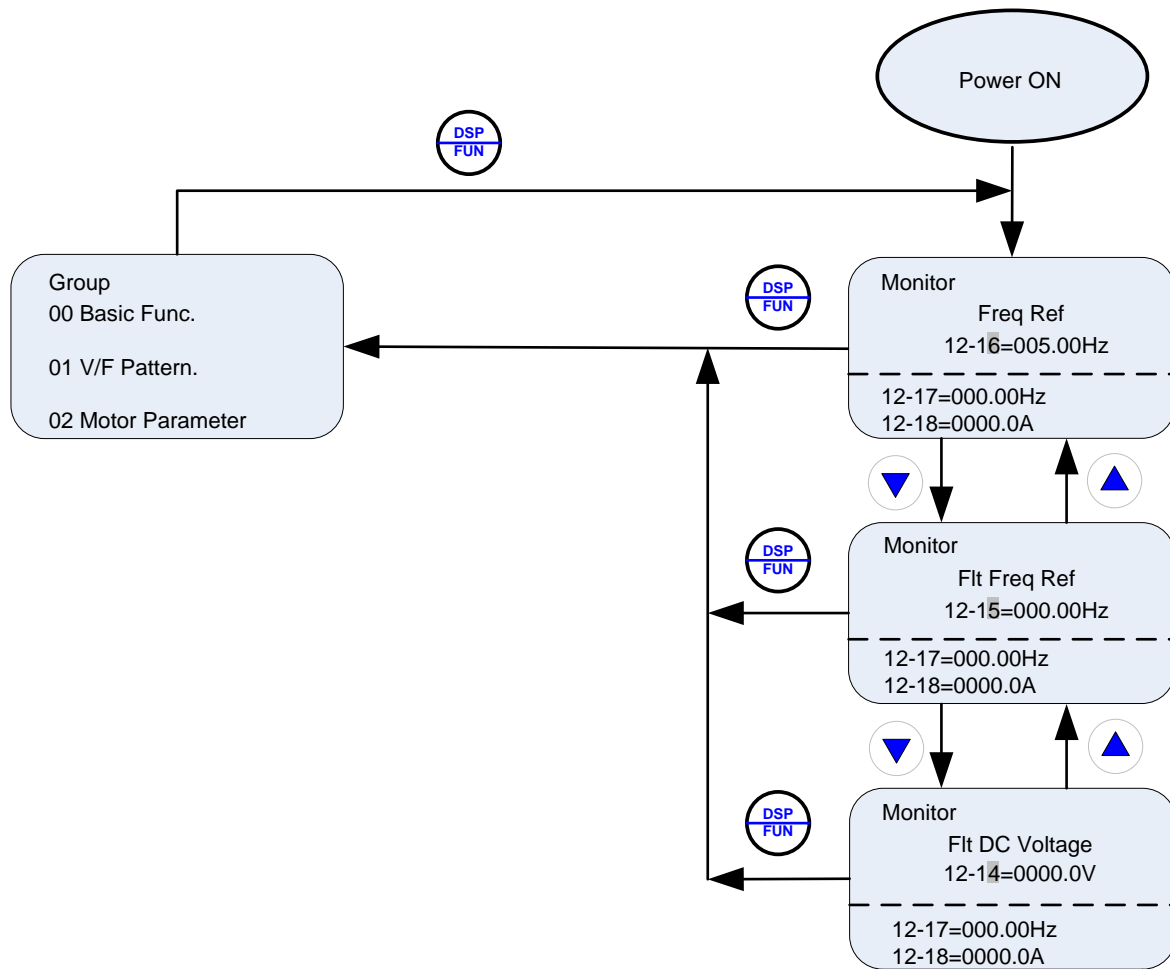 Power ON
DSP
FUN
Group
00 Basic Func.
01 V/F Pattern.
02 Motor Parameter
DSP
FUN
Monitor
Freq Ref
12-16=005.00Hz
12-17=000.00Hz
12-18=0000.0A
DSP
FUN
Monitor
Flt Freq Ref
12-15=000.00Hz
12-17=000.00Hz
12-18=0000.0A
DSP
FUN
Monitor
Flt DC Voltage
12-14=0000.0V
12-17=000.00Hz
12-18=0000.0A